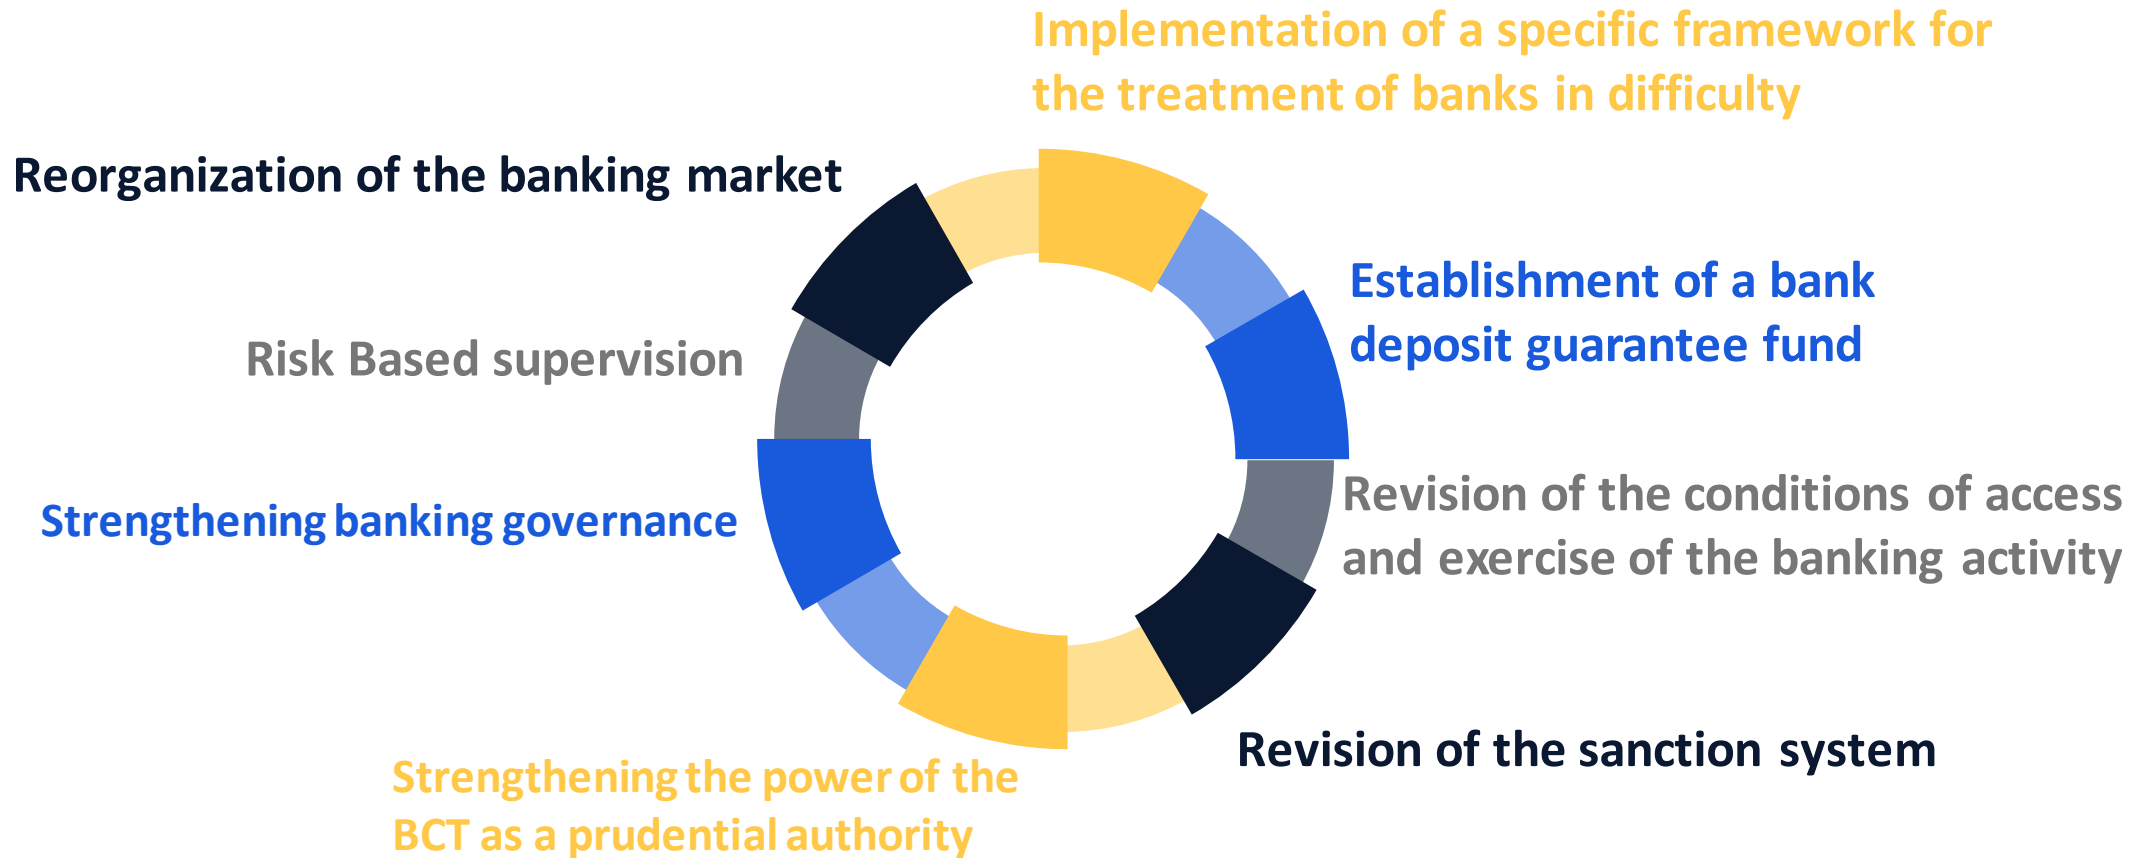 Implementation of a specific framework for
the treatment of banks in difficulty
Reorganization of the banking market
Establishment of a bank
deposit guarantee fund
Risk Based supervision
Revision of the conditions of access
and exercise of the banking activity
Strengthening banking governance
Revision of the sanction system
Strengthening the power of the
BCT as a prudential authority